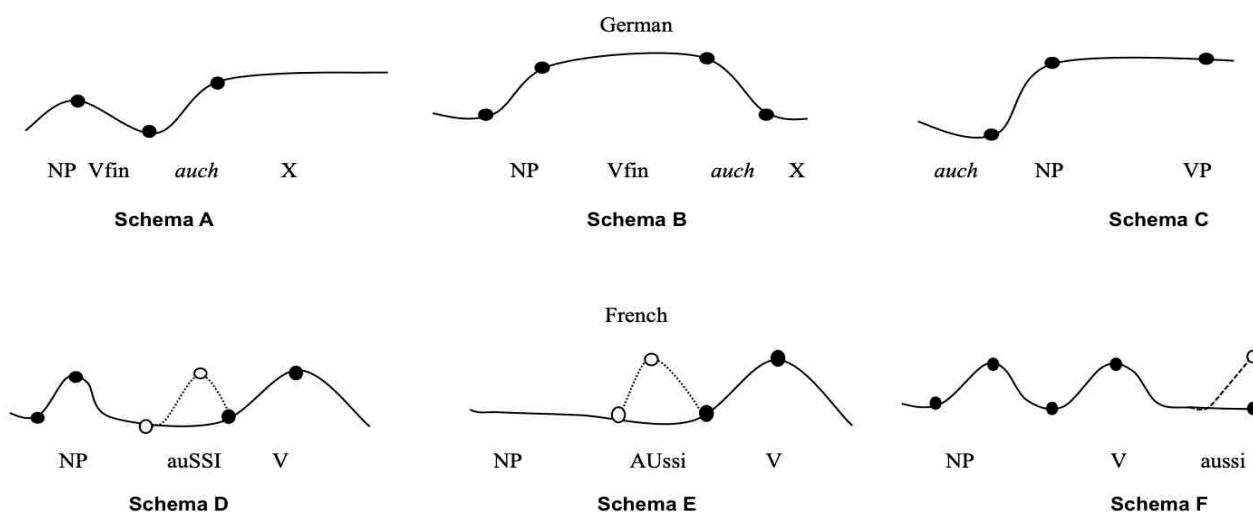 German
NP Vfin auch X NP Vfin auch X auch NP VP
Schema A Schema B Schema C
French
NP auSSI V NP AUssi V NP V aussi
Schema D Schema E Schema F